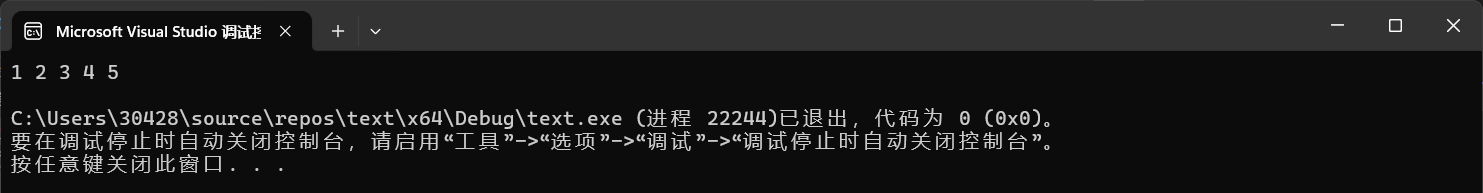 Microsoft Visual Studio 调试控
1 2 3 4 5
C:\Users\30428\source\repos\text\x64\Debug\text.exe (进程 22244)已退出，代码为 0 (0x0)。
要在调试停止时自动关闭控制台，请启用“工具”->“选项”->“调试”->“调试停止时自动关闭控制台”。
按任意键关闭此窗口. . .